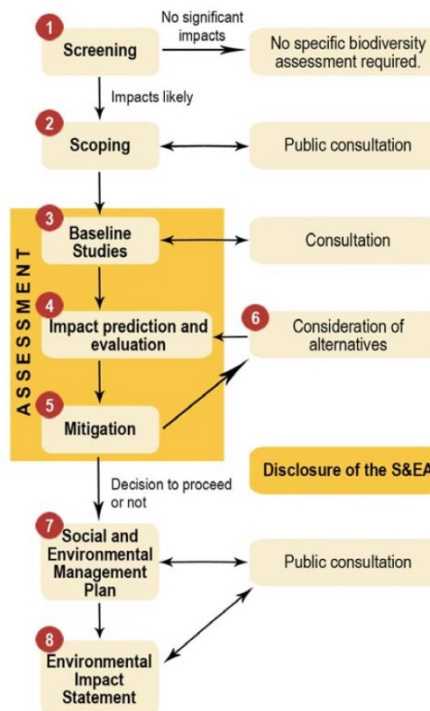 1
Screening
No significant
impacts
No specific biodiversity
assessment required.
Impacts likely
2
Scoping
Public consultation
ASSESSMENT
3
Baseline
Studies
Consultation
4
Impact prediction and
evaluation
6
Consideration of
alternatives
5
Mitigation
Disclosure of the S&EA
Decision to proceed
or not
7
Social and
Environmental
Management
Plan
Public consultation
8
Environmental
Impact
Statement